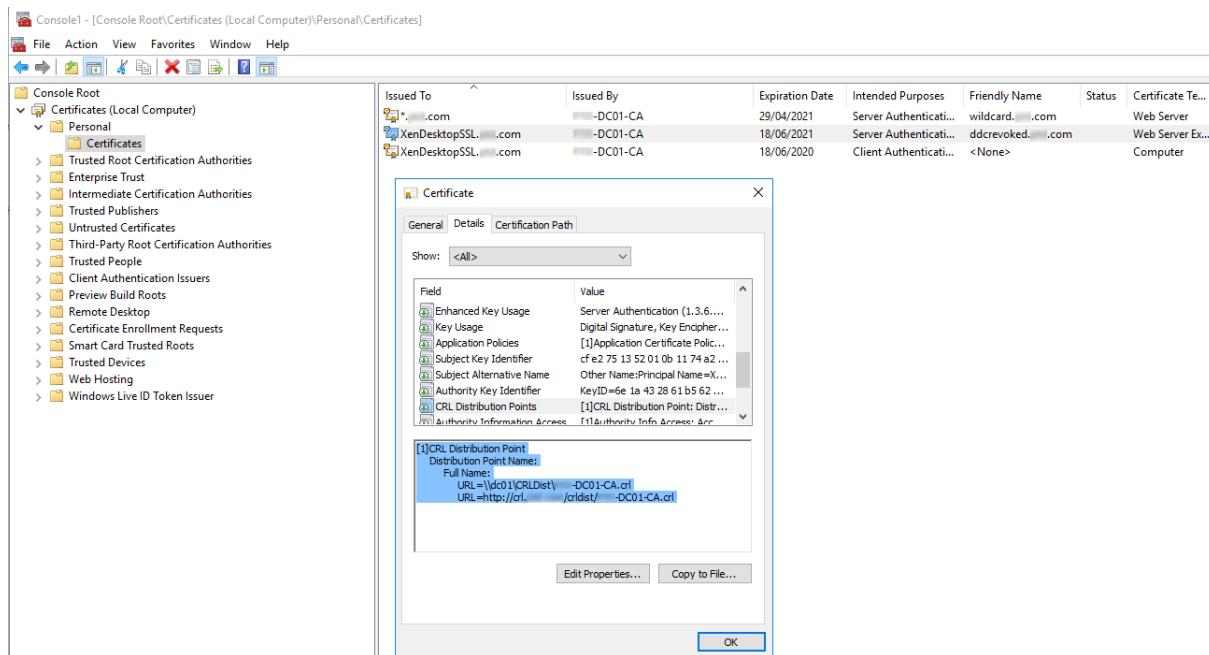 Console1 - [Console Root\Certificates (Local Computer)\Personal\Certificates]
File Action View Favorites Window Help
Console Root
Certificates (Local Computer)
Personal
Certificates
Trusted Root Certification Authorities
Enterprise Trust
Intermediate Certification Authorities
Trusted Publishers
Untrusted Certificates
Third-Party Root Certification Authorities
Trusted People
Client Authentication Issuers
Preview Build Roots
Remote Desktop
Certificate Enrollment Requests
Smart Card Trusted Roots
Trusted Devices
Web Hosting
Windows Live ID Token Issuer
Issued To Issued By Expiration Date Intended Purposes Friendly Name Status Certificate Te...
*. .com -DC01-CA 29/04/2021 Server Authenticati... wildcard. .com Web Server
XenDesktopSSL. .com -DC01-CA 18/06/2021 Server Authenticati... ddcrevoked. .com Web Server Ex...
XenDesktopSSL. .com -DC01-CA 18/06/2020 Client Authenticati... <None> Computer
Certificate
General Details Certification Path
Show: <All>
Field Value
Enhanced Key Usage Server Authentication (1.3.6....
Key Usage Digital Signature, Key Encipher...
Application Policies [1]Application Certificate Polic...
Subject Key Identifier cf e2 75 13 52 01 0b 11 74 a2 ...
Subject Alternative Name Other Name:Principal Name=X...
Authority Key Identifier KeyID=6e 1a 43 28 61 b5 62 ...
CRL Distribution Points [1]CRL Distribution Point: Distr...
Authority Information Access [1]Authority Info Access: Acc...
[1]CRL Distribution Point
Distribution Point Name:
Full Name:
URL=\\dc01\CRLDist\ -DC01-CA.crl
URL=http://crl. /crldist/ -DC01-CA.crl
Edit Properties... Copy to File...
OK